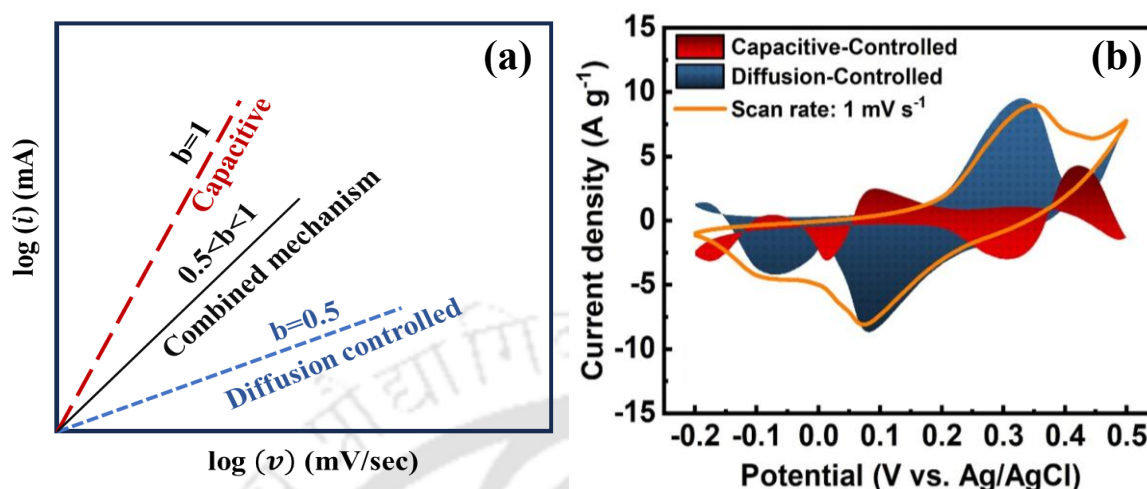 (a)
b=1
Capacitive
0.5<b<1
Combined mechanism
b=0.5
Diffusion controlled
log (i) (mA)
log (v) (mV/sec)
(b)
Capacitive-Controlled
Diffusion-Controlled
Scan rate: 1 mV s⁻¹
Current density (A g⁻¹)
15
10
5
0
-5
-10
-15
-0.2 -0.1 0.0 0.1 0.2 0.3 0.4 0.5
Potential (V vs. Ag/AgCl)